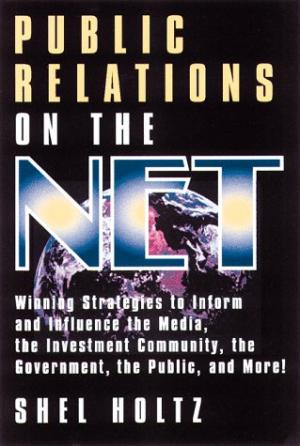 PUBLIC
RELATIONS
ON THE
NET
Winning Strategies to Inform
and Influence the Media,
the Investment Community, the
Government, the Public, and More!
SHEL HOLTZ